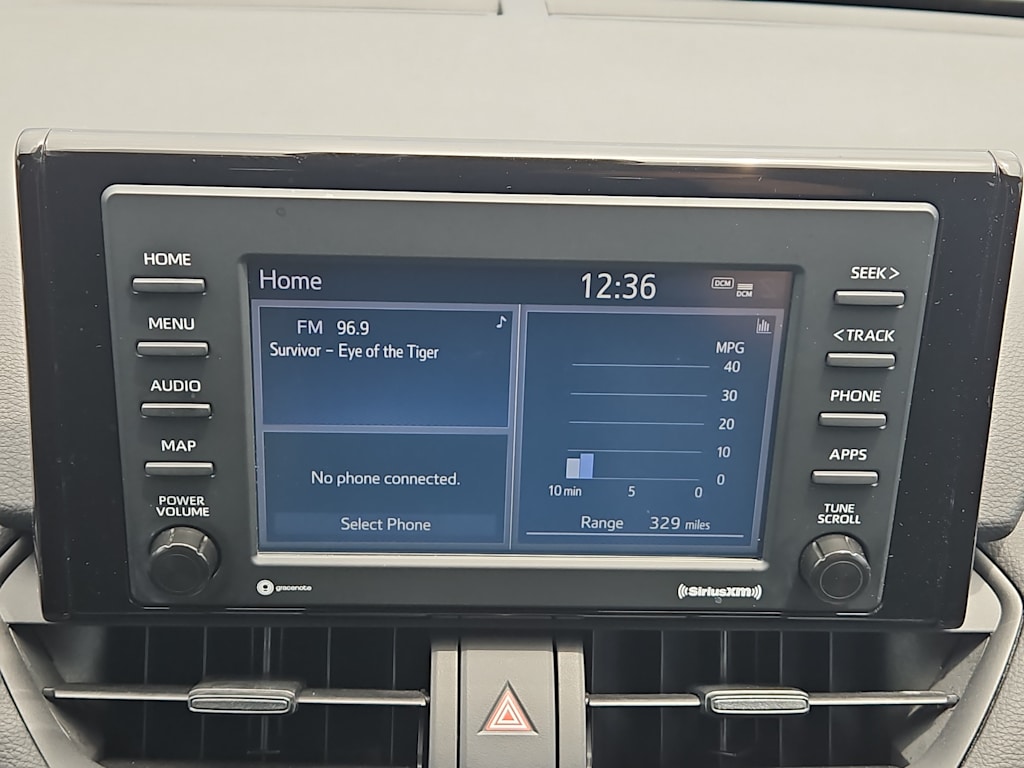 HOME
MENU
AUDIO
MAP
POWER
VOLUME
Home
12:36
DCM
DCM
FM 96.9
Survivor - Eye of the Tiger
No phone connected.
Select Phone
MPG
40
30
20
10
0
10 min 5 0
Range 329 miles
gracenote
((SiriusXM))
SEEK >
< TRACK
PHONE
APPS
TUNE
SCROLL